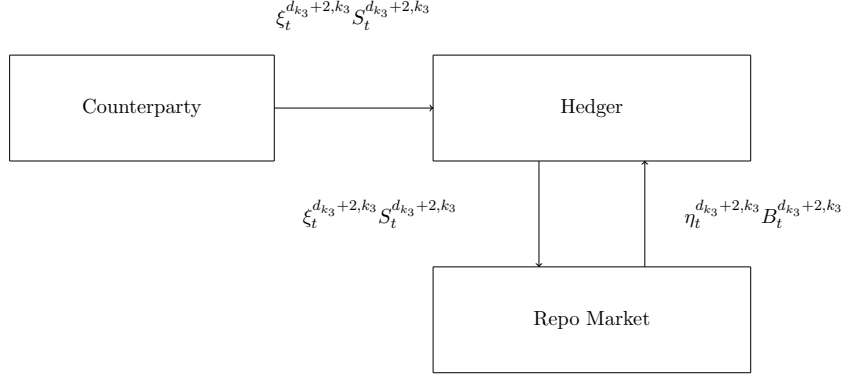 ξ_t^{d_{k_3}+2,k_3} S_t^{d_{k_3}+2,k_3}
Counterparty
Hedger
ξ_t^{d_{k_3}+2,k_3} S_t^{d_{k_3}+2,k_3}
η_t^{d_{k_3}+2,k_3} B_t^{d_{k_3}+2,k_3}
Repo Market